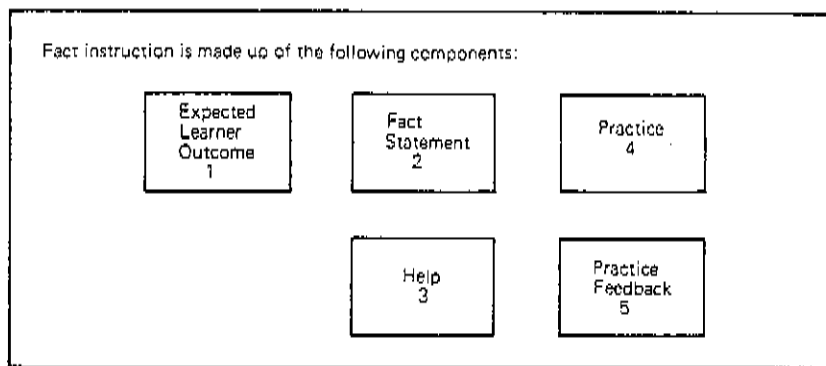 Fact instruction is made up of the following components:
Expected
Learner
Outcome
1
Fact
Statement
2
Practice
4
Help
3
Practice
Feedback
5